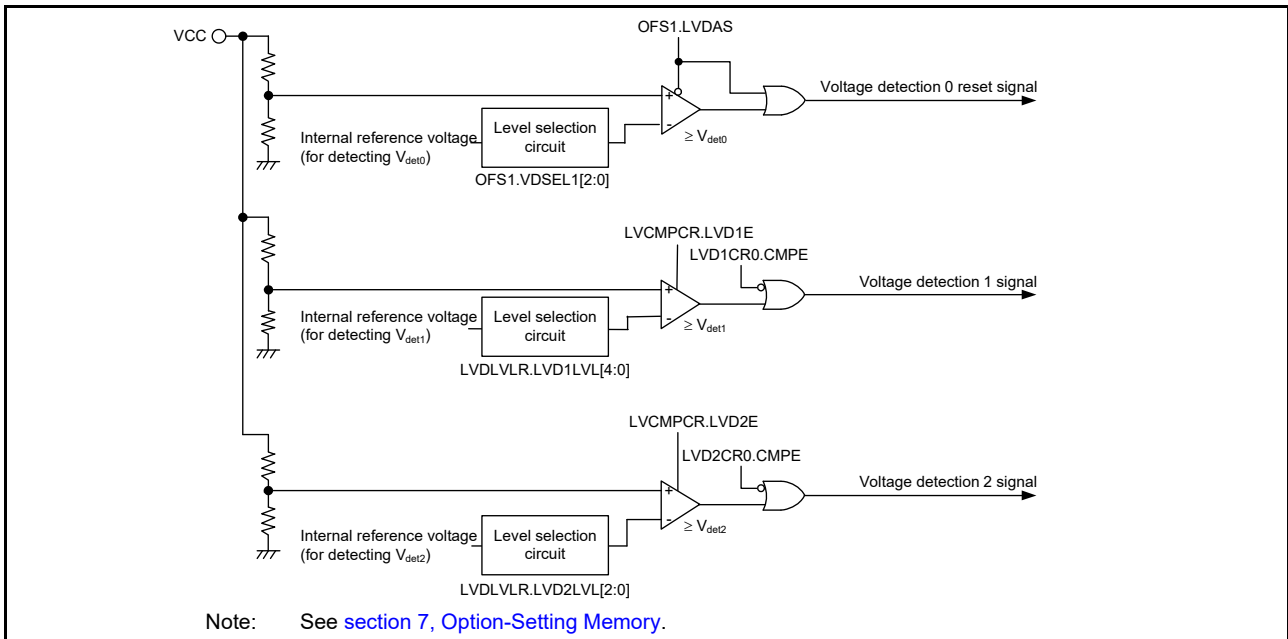 OFS1.LVDAS
VCC
Voltage detection 0 reset signal
+
-
Internal reference voltage
(for detecting Vdet0)
Level selection
circuit
≥ Vdet0
OFS1.VDSEL1[2:0]
LVCMPCR.LVD1E
LVD1CR0.CMPE
Voltage detection 1 signal
+
-
Internal reference voltage
(for detecting Vdet1)
Level selection
circuit
≥ Vdet1
LVDLVLR.LVD1LVL[4:0]
LVCMPCR.LVD2E
LVD2CR0.CMPE
Voltage detection 2 signal
+
-
Internal reference voltage
(for detecting Vdet2)
Level selection
circuit
≥ Vdet2
LVDLVLR.LVD2LVL[2:0]
Note: See section 7, Option-Setting Memory.